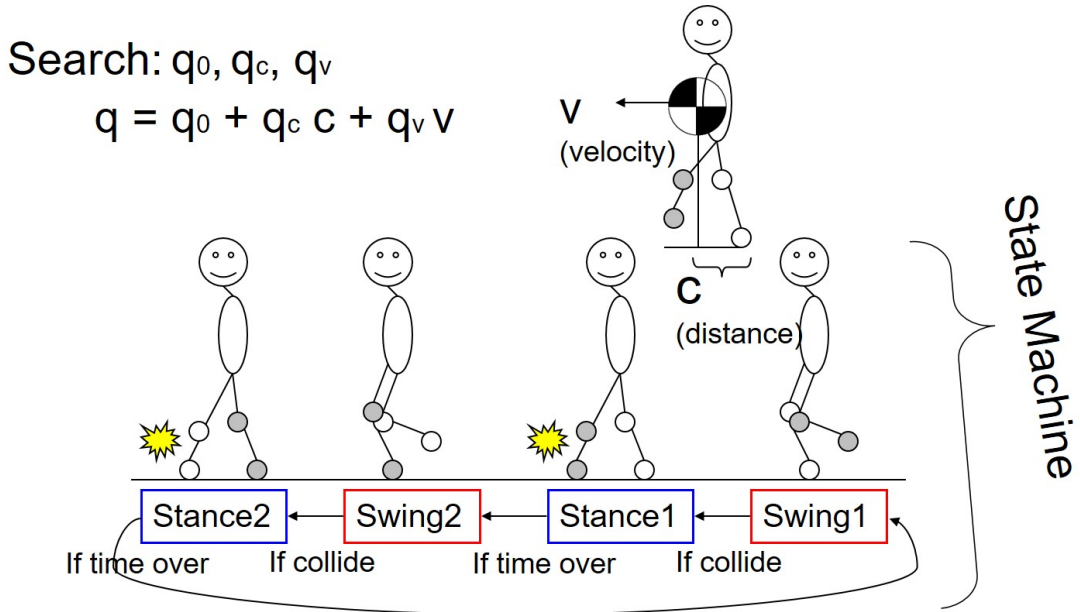 Search: q0, qc, qv
q = q0 + qc c + qv v
v
(velocity)
c
(distance)
State Machine
Stance2
Swing2
Stance1
Swing1
If time over
If collide
If time over
If collide